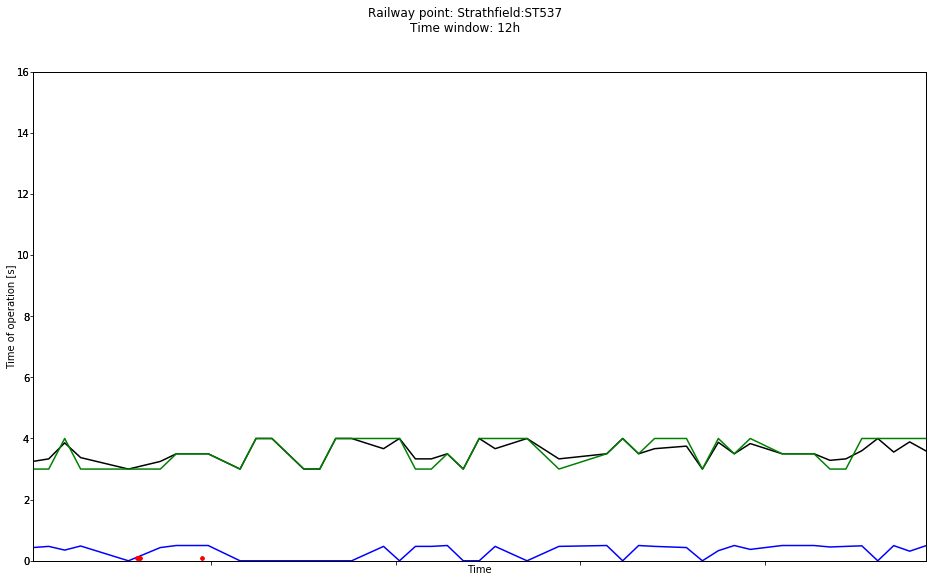 Railway point: Strathfield:ST537
Time window: 12h
16
14
12
10
8
6
4
2
0
Time of operation [s]
Time